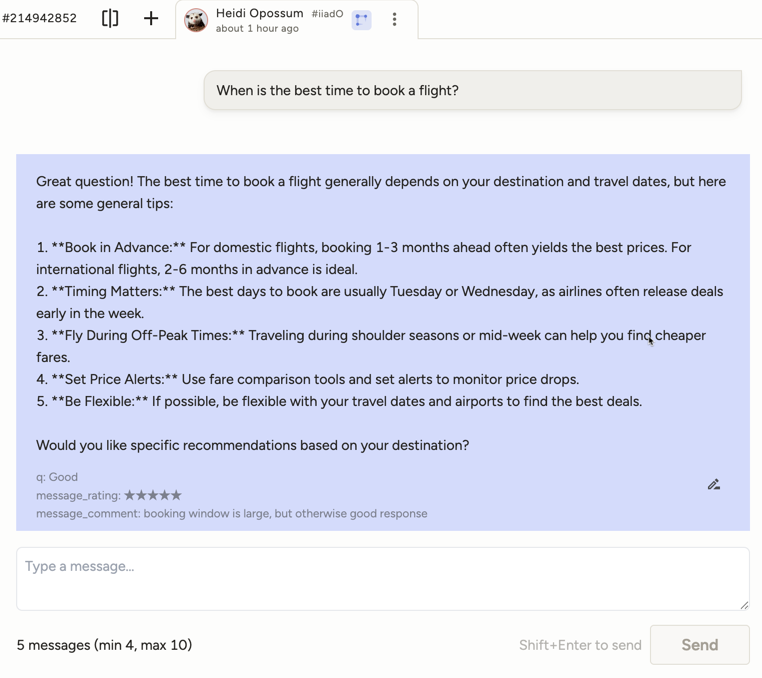 #214942852
Heidi Opossum #iiadO
about 1 hour ago
When is the best time to book a flight?
Great question! The best time to book a flight generally depends on your destination and travel dates, but here
are some general tips:
1. **Book in Advance:** For domestic flights, booking 1-3 months ahead often yields the best prices. For
international flights, 2-6 months in advance is ideal.
2. **Timing Matters:** The best days to book are usually Tuesday or Wednesday, as airlines often release deals
early in the week.
3. **Fly During Off-Peak Times:** Traveling during shoulder seasons or mid-week can help you find cheaper
fares.
4. **Set Price Alerts:** Use fare comparison tools and set alerts to monitor price drops.
5. **Be Flexible:** If possible, be flexible with your travel dates and airports to find the best deals.
Would you like specific recommendations based on your destination?
q: Good
message_rating: ★★★★★
message_comment: booking window is large, but otherwise good response
Type a message...
5 messages (min 4, max 10)
Shift+Enter to send
Send